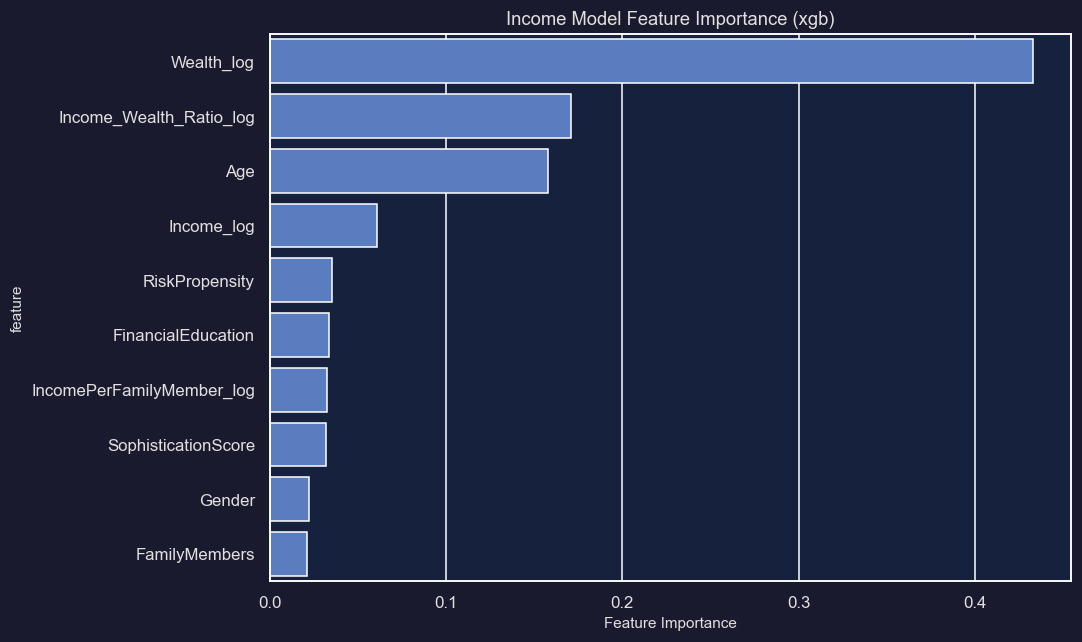 Income Model Feature Importance (xgb)
feature
Wealth_log
Income_Wealth_Ratio_log
Age
Income_log
RiskPropensity
FinancialEducation
IncomePerFamilyMember_log
SophisticationScore
Gender
FamilyMembers
0.0 0.1 0.2 0.3 0.4
Feature Importance